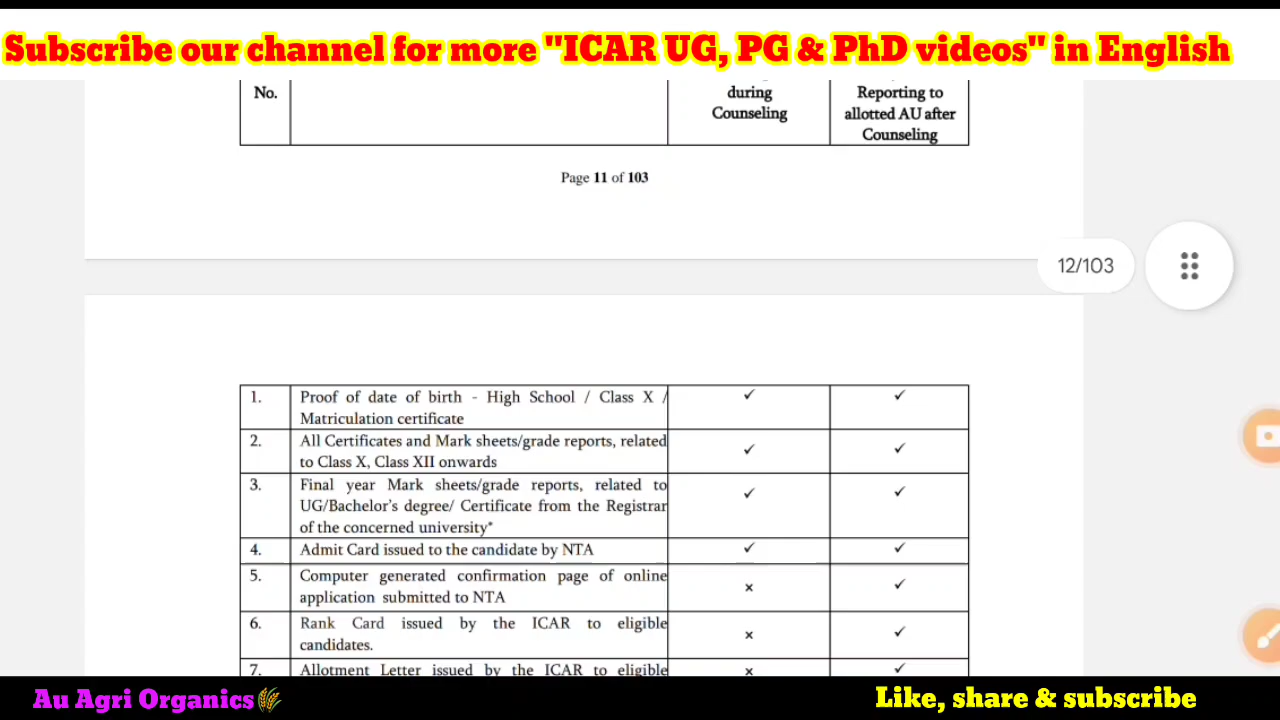 Subscribe our channel for more "ICAR UG, PG & PhD videos" in English
No.
during
Counseling
Reporting to
allotted AU after
Counseling
Page 11 of 103
12/103
1. Proof of date of birth - High School / Class X / ✓ ✓
Matriculation certificate
2. All Certificates and Mark sheets/grade reports, related ✓ ✓
to Class X, Class XII onwards
3. Final year Mark sheets/grade reports, related to ✓ ✓
UG/Bachelor's degree/ Certificate from the Registrar
of the concerned university*
4. Admit Card issued to the candidate by NTA ✓ ✓
5. Computer generated confirmation page of online × ✓
application submitted to NTA
6. Rank Card issued by the ICAR to eligible × ✓
candidates.
7. Allotment Letter issued by the ICAR to eligible × ✓
Au Agri Organics🌾
Like, share & subscribe